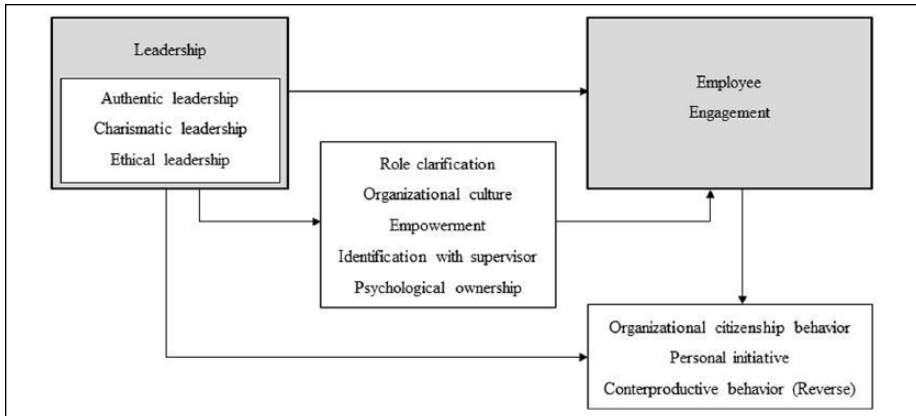 Leadership
Authentic leadership
Charismatic leadership
Ethical leadership
Employee
Engagement
Role clarification
Organizational culture
Empowerment
Identification with supervisor
Psychological ownership
Organizational citizenship behavior
Personal initiative
Conterproductive behavior (Reverse)